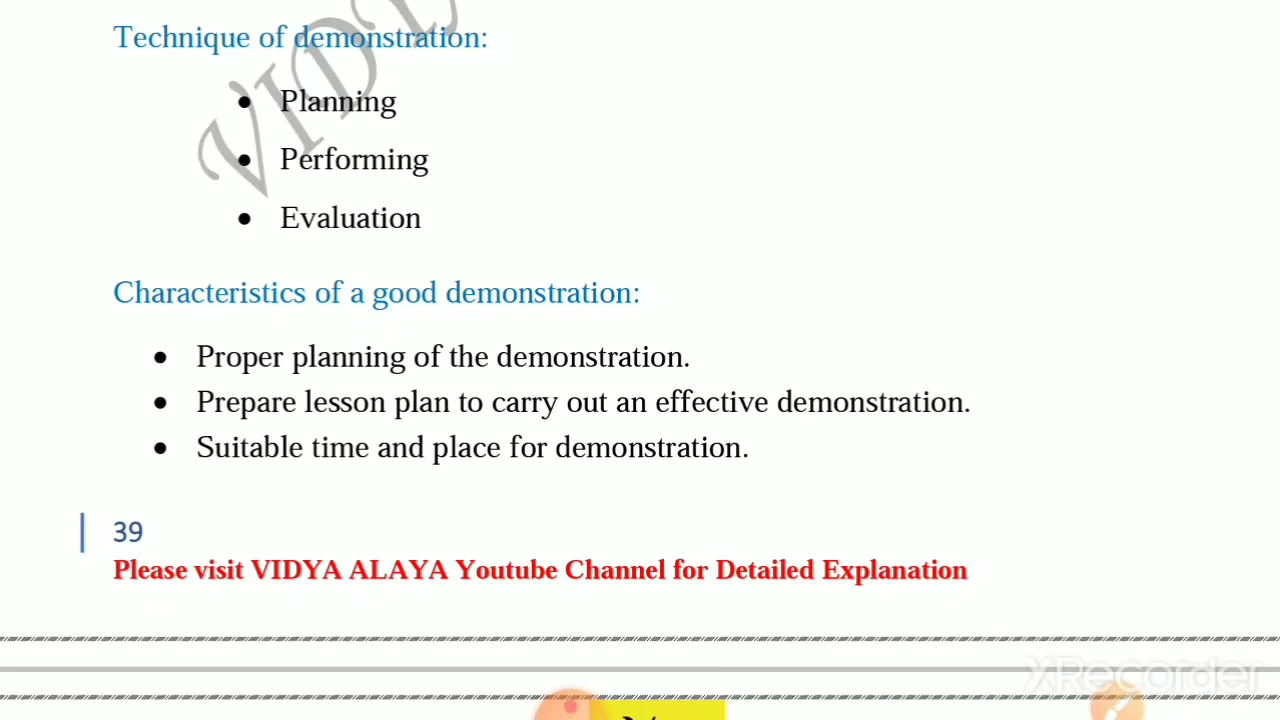 Technique of demonstration:
• Planning
• Performing
• Evaluation
Characteristics of a good demonstration:
• Proper planning of the demonstration.
• Prepare lesson plan to carry out an effective demonstration.
• Suitable time and place for demonstration.
39
Please visit VIDYA ALAYA Youtube Channel for Detailed Explanation
XRecorder